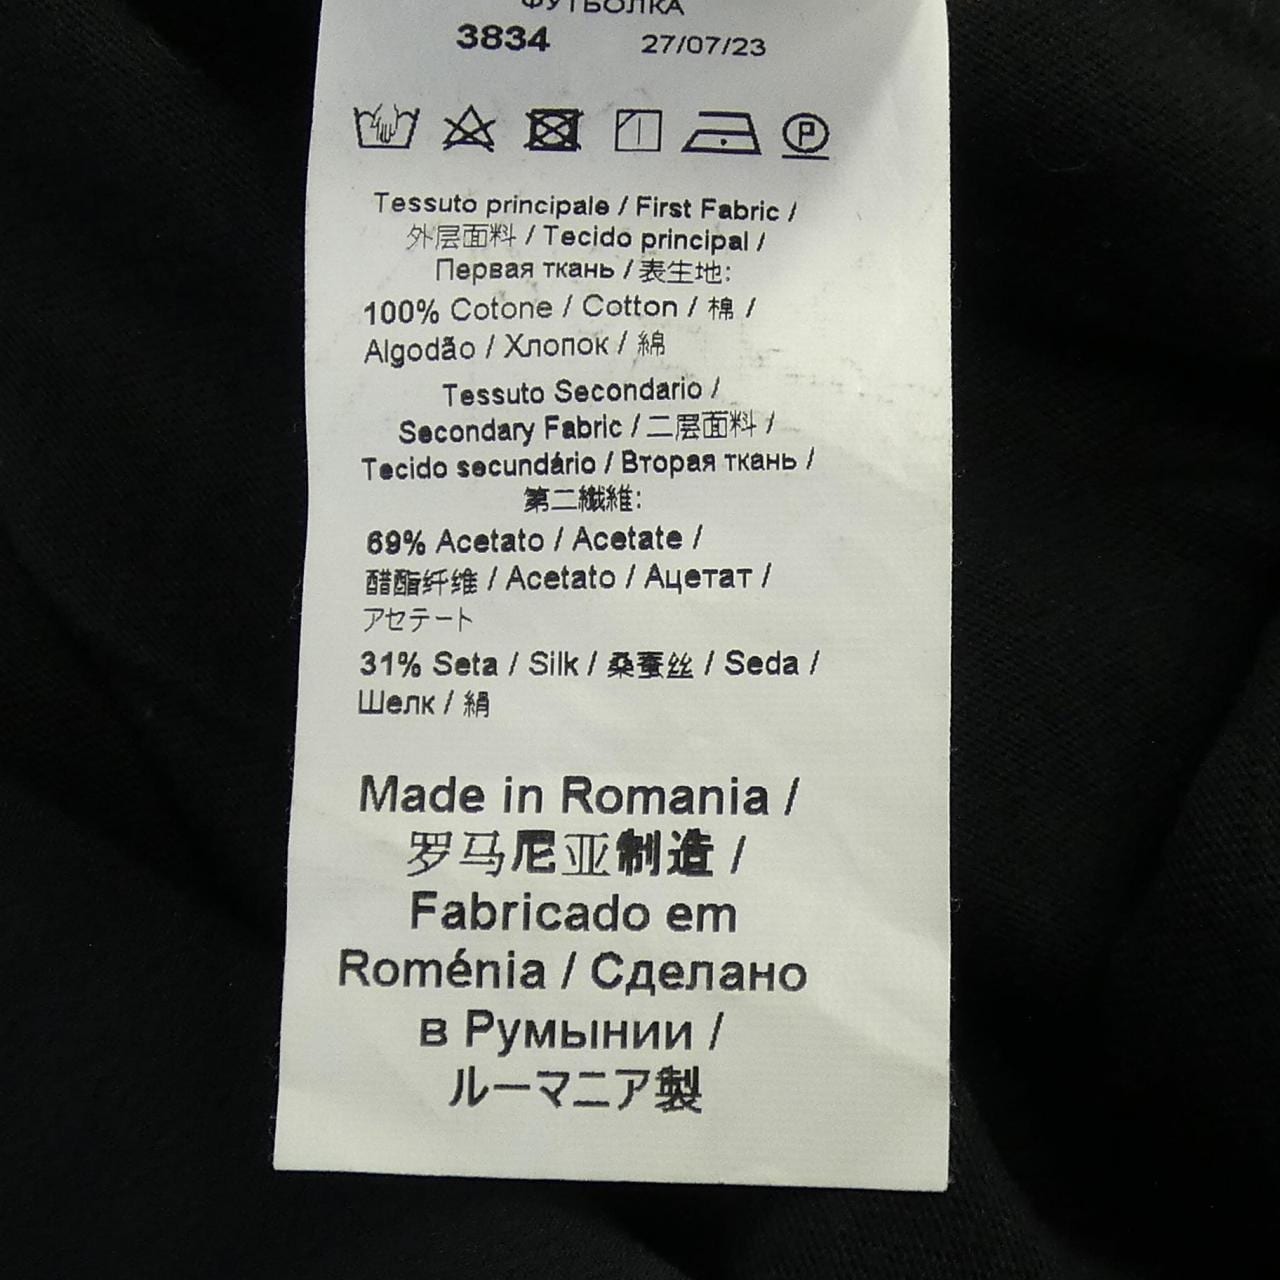 ФУТБОЛКА
3834 27/07/23
P
Tessuto principale / First Fabric /
外层面料 / Tecido principal /
Первая ткань / 表生地:
100% Cotone / Cotton / 棉 /
Algodão / Хлопок / 綿
Tessuto Secondario /
Secondary Fabric / 二层面料 /
Tecido secundário / Вторая ткань /
第二繊維:
69% Acetato / Acetate /
醋酯纤维 / Acetato / Ацетат /
アセテート
31% Seta / Silk / 桑蚕丝 / Seda /
Шелк / 絹
Made in Romania /
罗马尼亚制造 /
Fabricado em
Roménia / Сделано
в Румынии /
ルーマニア製